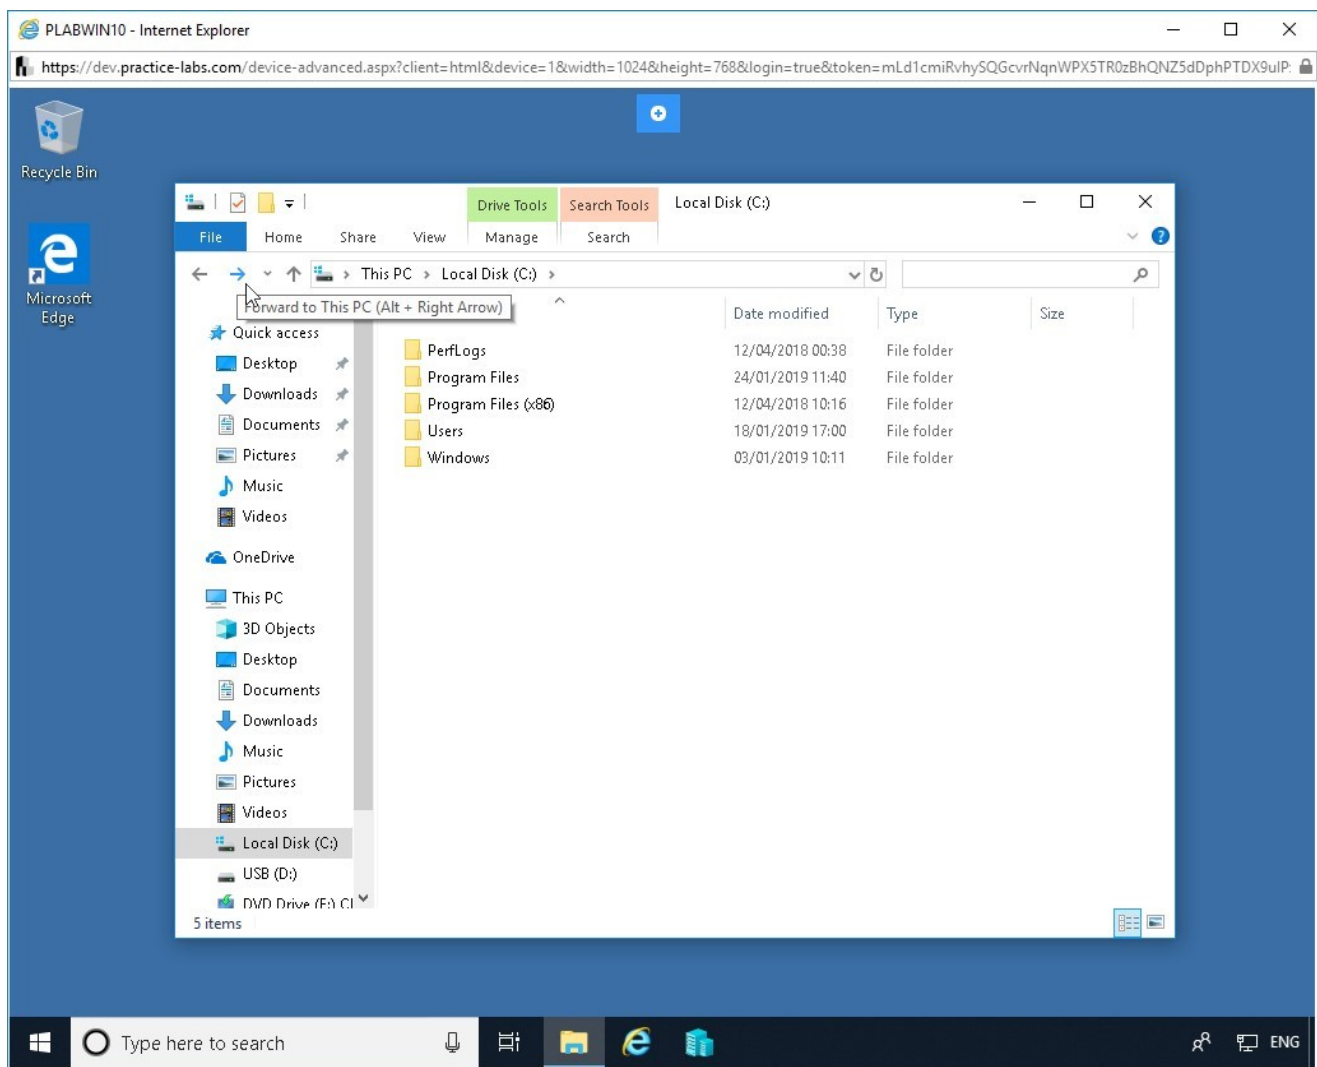 PLABWIN10 - Internet Explorer
https://dev.practice-labs.com/device-advanced.aspx?client=html&device=1&width=1024&height=768&login=true&token=mLd1cmiRvhySQGcvrNqnWPX5TR0zBhQNZ5dDphPTDX9uIP:
Recycle Bin
Microsoft
Edge
Drive Tools Search Tools Local Disk (C:)
File Home Share View Manage Search
This PC > Local Disk (C:) >
Forward to This PC (Alt + Right Arrow)
Date modified Type Size
Quick access
Desktop
Downloads
Documents
Pictures
Music
Videos
OneDrive
This PC
3D Objects
Desktop
Documents
Downloads
Music
Pictures
Videos
Local Disk (C:)
USB (D:)
DVD Drive (E:)
PerfLogs 12/04/2018 00:38 File folder
Program Files 24/01/2019 11:40 File folder
Program Files (x86) 12/04/2018 10:16 File folder
Users 18/01/2019 17:00 File folder
Windows 03/01/2019 10:11 File folder
5 items
Type here to search
ENG